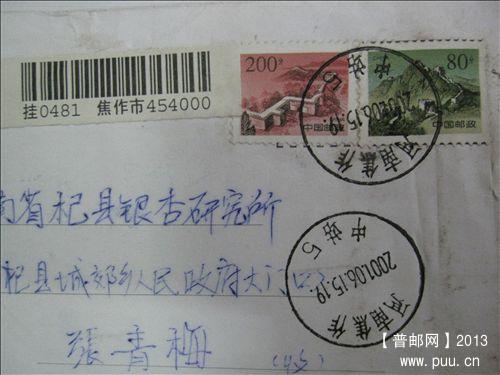 挂0481 焦作市454000
200分
中国邮政
80分
中国邮政
河南焦作
2001.06.15.19
中站5
南省杞县银杏研究所
杞县城郊乡人民政府大门口
张青梅
(收)
河南焦作
2001.06.15.19.
中站5
【普邮网】2013
www.puu.cn